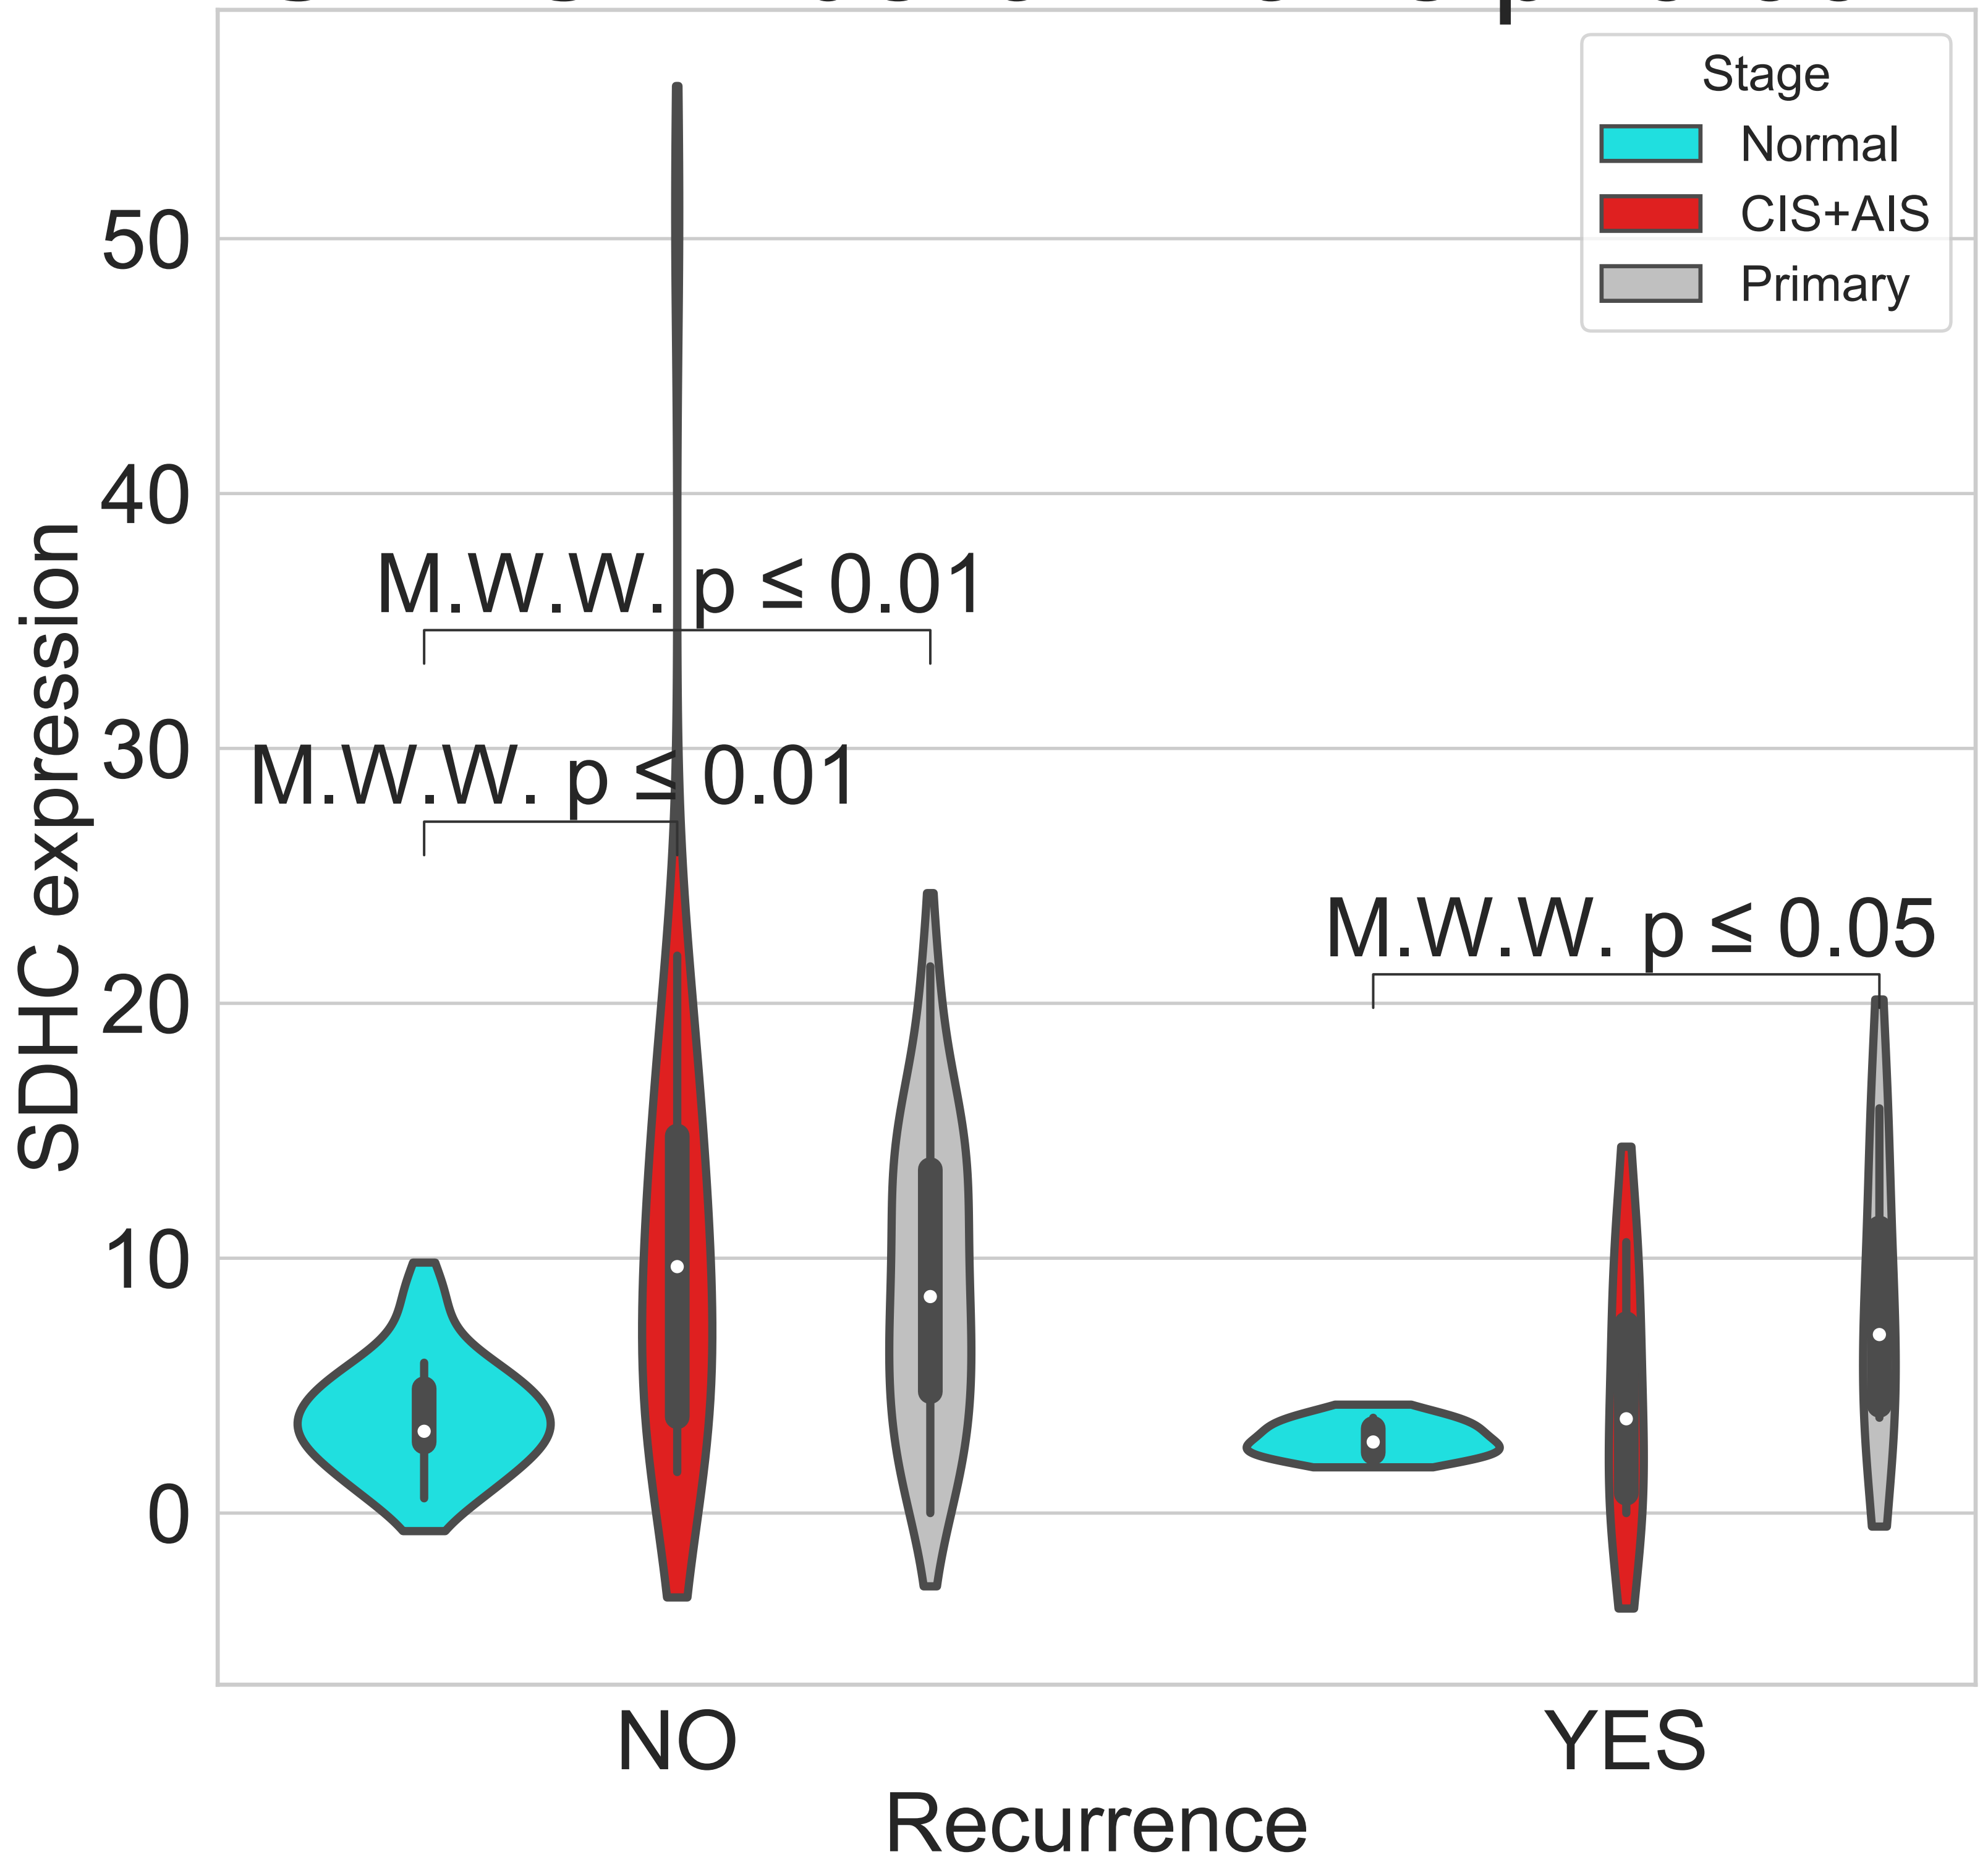 Stage
Normal
CIS+AIS
Primary
50
40
30
20
10
0
SDHC expression
M.W.W. p ≤ 0.01
M.W.W. p ≤ 0.01
M.W.W. p ≤ 0.05
NO
YES
Recurrence